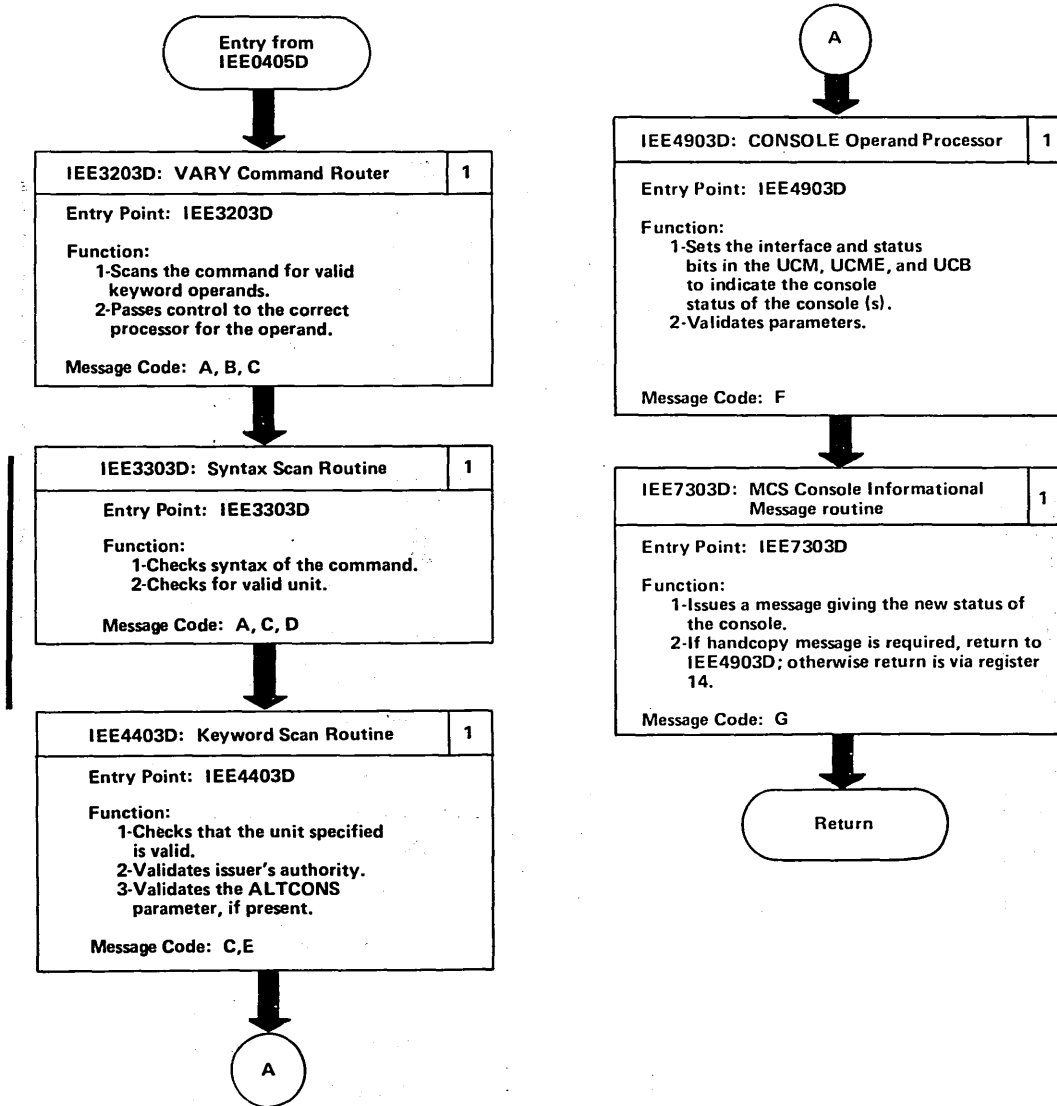 Entry from
IEE0405D
IEE3203D: VARY Command Router 1
Entry Point: IEE3203D
Function:
1-Scans the command for valid
keyword operands.
2-Passes control to the correct
processor for the operand.
Message Code: A, B, C
IEE3303D: Syntax Scan Routine 1
Entry Point: IEE3303D
Function:
1-Checks syntax of the command.
2-Checks for valid unit.
Message Code: A, C, D
IEE4403D: Keyword Scan Routine 1
Entry Point: IEE4403D
Function:
1-Checks that the unit specified
is valid.
2-Validates issuer's authority.
3-Validates the ALTCONS
parameter, if present.
Message Code: C,E
A
A
IEE4903D: CONSOLE Operand Processor 1
Entry Point: IEE4903D
Function:
1-Sets the interface and status
bits in the UCM, UCME, and UCB
to indicate the console
status of the console (s).
2-Validates parameters.
Message Code: F
IEE7303D: MCS Console Informational 1
Message routine
Entry Point: IEE7303D
Function:
1-Issues a message giving the new status of
the console.
2-If handcopy message is required, return to
IEE4903D; otherwise return is via register
14.
Message Code: G
Return